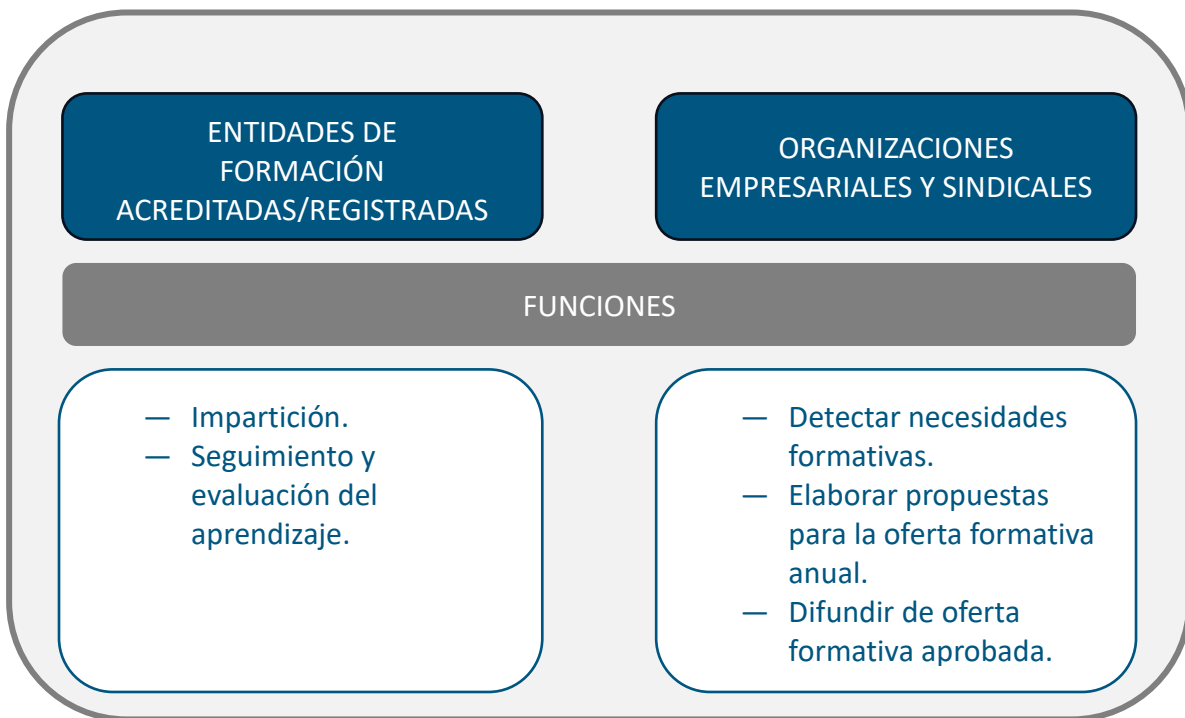 ENTIDADES DE
FORMACIÓN
ACREDITADAS/REGISTRADAS
ORGANIZACIONES
EMPRESARIALES Y SINDICALES
FUNCIONES
— Impartición.
— Seguimiento y
evaluación del
aprendizaje.
— Detectar necesidades
formativas.
— Elaborar propuestas
para la oferta formativa
anual.
— Difundir de oferta
formativa aprobada.